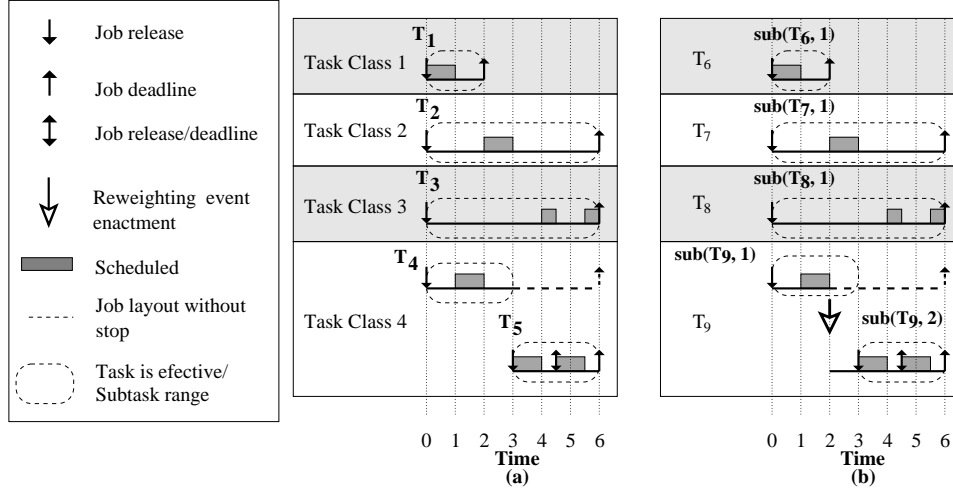 Job release
Job deadline
Job release/deadline
Reweighting event
enactment
Scheduled
Job layout without
stop
Task is efective/
Subtask range
T1
Task Class 1
T2
Task Class 2
T3
Task Class 3
T4
Task Class 4
T5
0 1 2 3 4 5 6
Time
(a)
sub(T6, 1)
T6
sub(T7, 1)
T7
sub(T8, 1)
T8
sub(T9, 1)
T9
sub(T9, 2)
0 1 2 3 4 5 6
Time
(b)